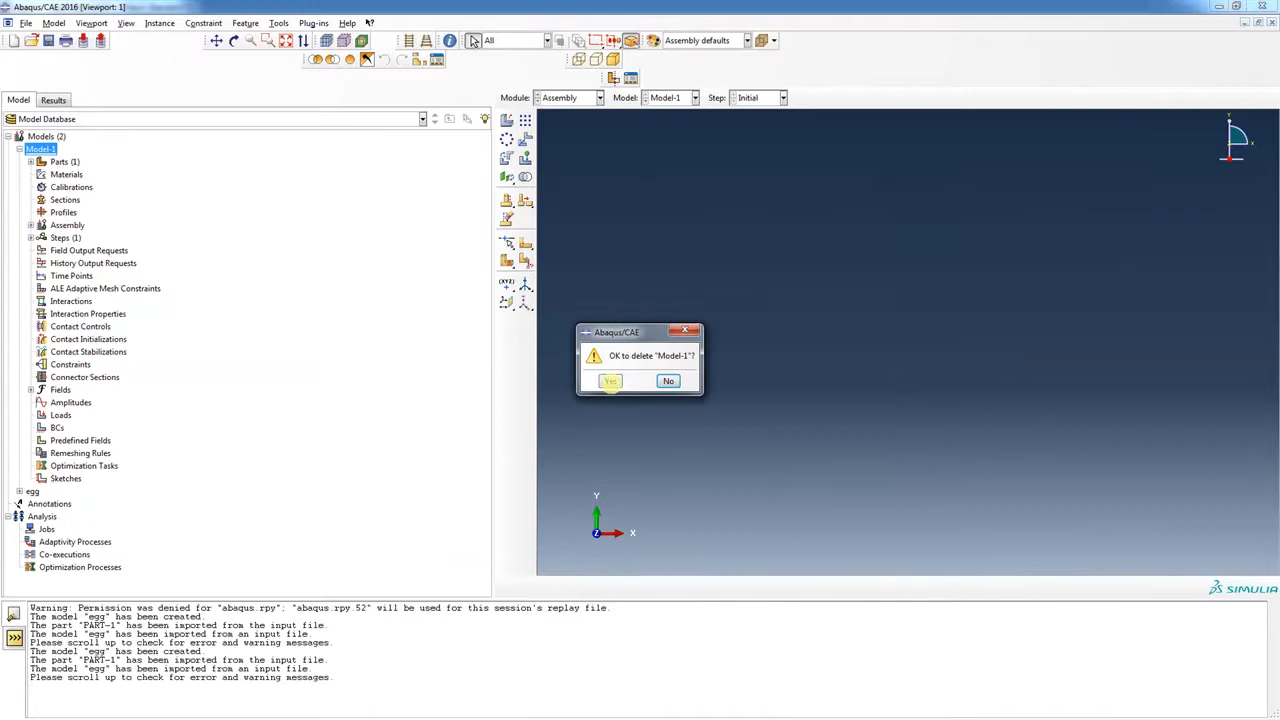 Abaqus/CAE 2016 [Viewport: 1]
File Model Viewport View Instance Constraint Feature Tools Plug-ins Help
All
Assembly defaults
Model Results
Module: Assembly Model: Model-1 Step: Initial
Model Database
Models (2)
Model-1
Parts (1)
Materials
Calibrations
Sections
Profiles
Assembly
Steps (1)
Field Output Requests
History Output Requests
Time Points
ALE Adaptive Mesh Constraints
Interactions
Interaction Properties
Contact Controls
Contact Initializations
Contact Stabilizations
Constraints
Connector Sections
Fields
Amplitudes
Loads
BCs
Predefined Fields
Remeshing Rules
Optimization Tasks
Sketches
egg
Annotations
Analysis
Jobs
Adaptivity Processes
Co-executions
Optimization Processes
Y
X
Abaqus/CAE
OK to delete "Model-1"?
Yes No
Y
Z X
(XYZ)
SIMULIA
Warning: Permission was denied for "abaqus.rpy"; "abaqus.rpy.52" will be used for this session's replay file.
The model "egg" has been created.
The part "PART-1" has been imported from the input file.
The model "egg" has been imported from an input file.
Please scroll up to check for error and warning messages.
The model "egg" has been created.
The part "PART-1" has been imported from the input file.
The model "egg" has been imported from an input file.
Please scroll up to check for error and warning messages.
>>>